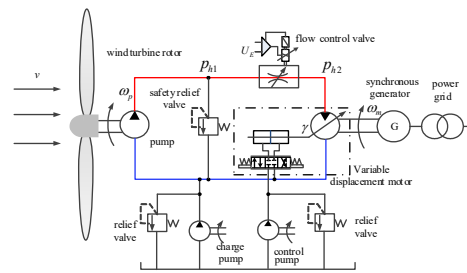 flow control valve
U_E
wind turbine rotor
p_h1
p_h2
v
ω_p
safety relief
valve
synchronous
generator
power
grid
ω_m
γ
G
pump
Variable
displacement motor
relief
valve
charge
pump
control
pump
relief
valve